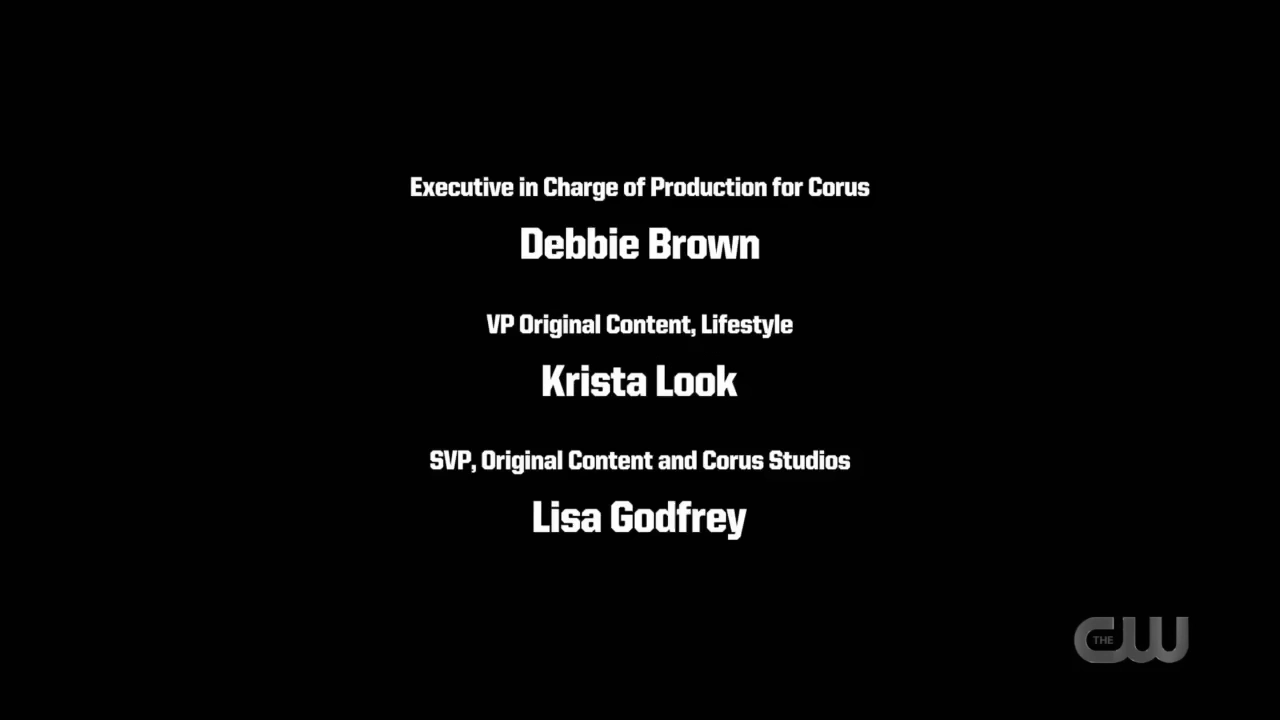 Executive in Charge of Production for Corus
Debbie Brown
VP Original Content, Lifestyle
Krista Look
SVP, Original Content and Corus Studios
Lisa Godfrey
THE CW